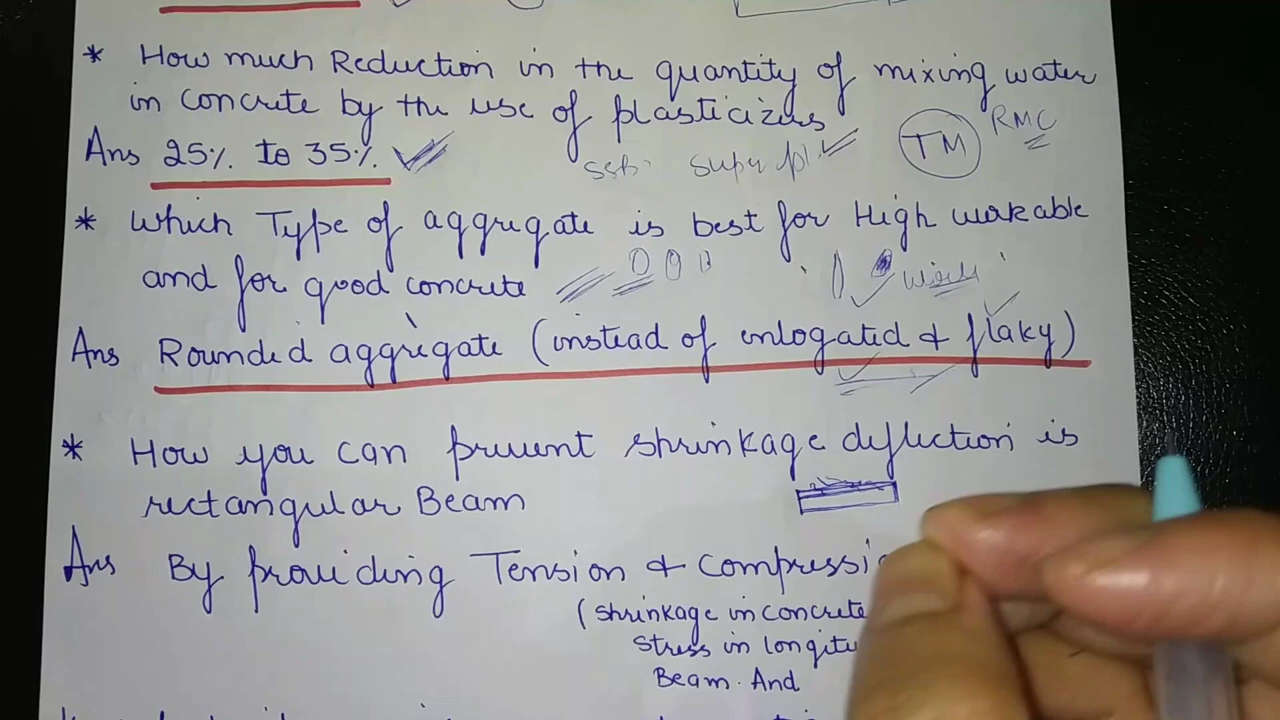 * How much Reduction in the quantity of mixing water
in concrete by the use of plasticizers
RMC
TM
Ans 25% to 35%
super pl.
* Which Type of aggregate is best for High workable
and for good concrete
Ans Rounded aggregate (instead of enlogated & flaky)
* How you can prevent shrinkage deflection is
rectangular Beam
Ans By providing Tension & Compressi
(shrinkage in concrete
stress in longitu
Beam. And